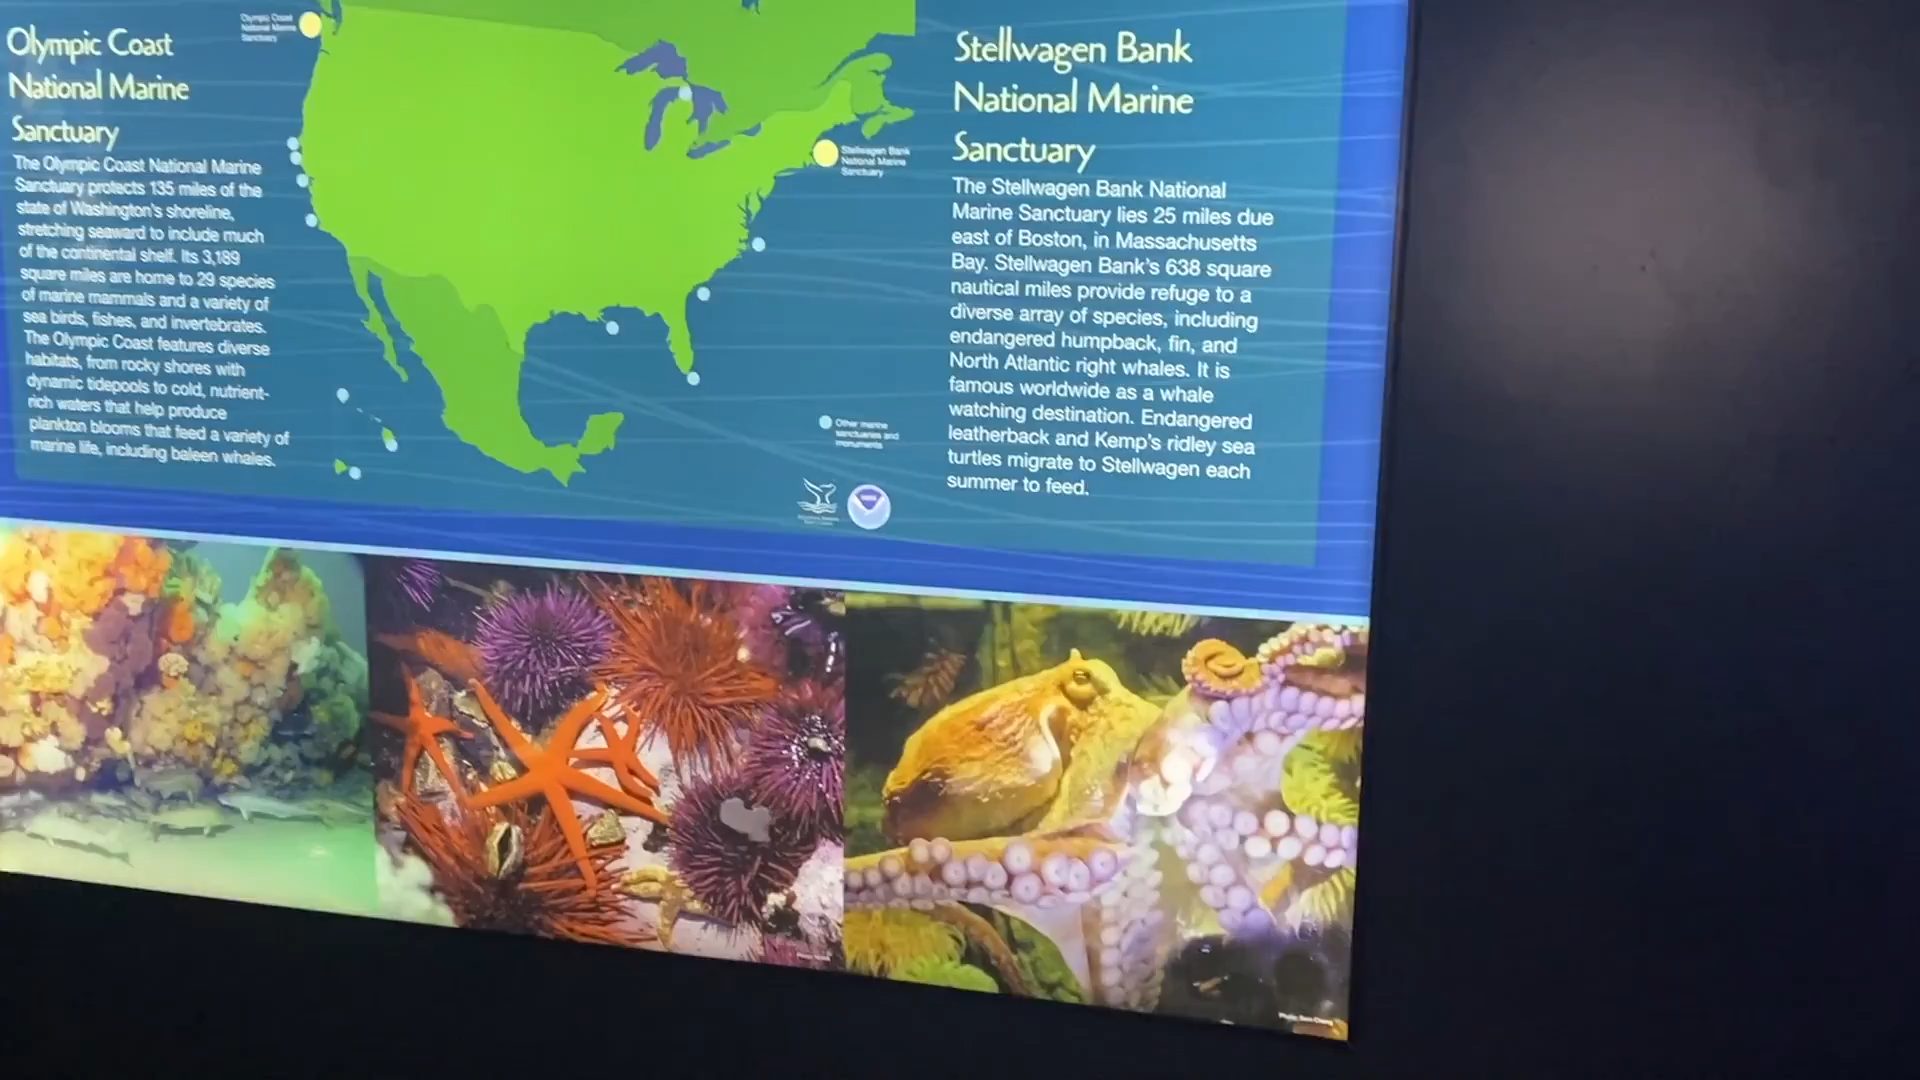 Olympic Coast
National Marine
Sanctuary
The Olympic Coast National Marine
Sanctuary protects 135 miles of the
state of Washington's shoreline,
stretching seaward to include much
of the continental shelf. Its 3,189
square miles are home to 29 species
of marine mammals and a variety of
sea birds, fishes, and invertebrates.
The Olympic Coast features diverse
habitats, from rocky shores with
dynamic tidepools to cold, nutrient-
rich waters that help produce
plankton blooms that feed a variety of
marine life, including baleen whales.
Olympic Coast
National Marine
Sanctuary
Stellwagen Bank
National Marine
Sanctuary
Other marine
sanctuaries and
monuments
Stellwagen Bank
National Marine
Sanctuary
The Stellwagen Bank National
Marine Sanctuary lies 25 miles due
east of Boston, in Massachusetts
Bay. Stellwagen Bank's 638 square
nautical miles provide refuge to a
diverse array of species, including
endangered humpback, fin, and
North Atlantic right whales. It is
famous worldwide as a whale
watching destination. Endangered
leatherback and Kemp's ridley sea
turtles migrate to Stellwagen each
summer to feed.